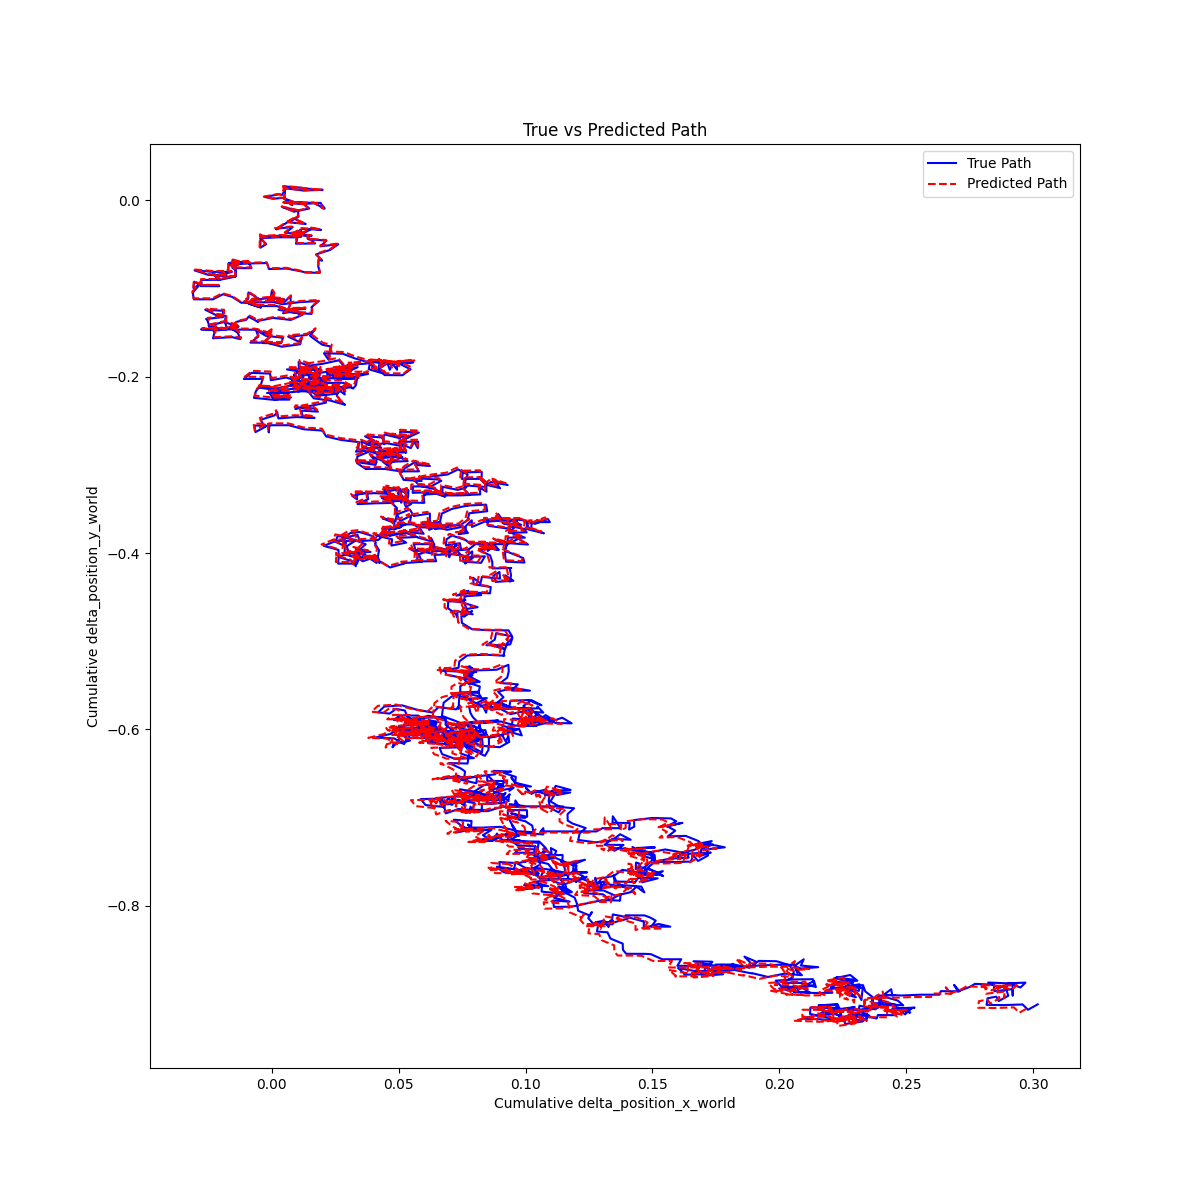 True vs Predicted Path
True Path
Predicted Path
0.0
−0.2
−0.4
−0.6
−0.8
Cumulative delta_position_y_world
0.00 0.05 0.10 0.15 0.20 0.25 0.30
Cumulative delta_position_x_world